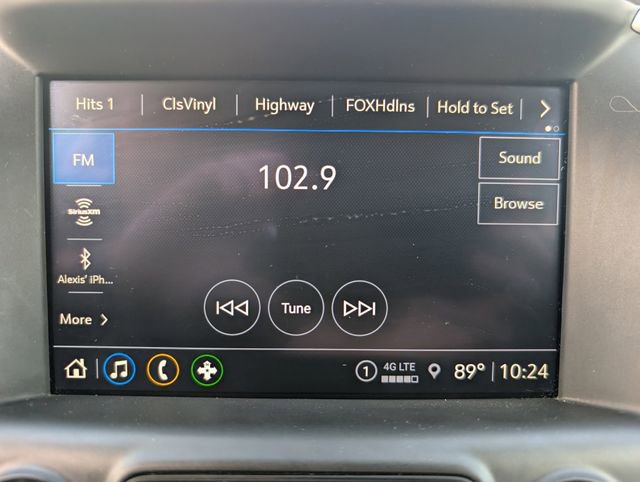 Hits 1 ClsVinyl Highway FOXHdlns Hold to Set
FM
102.9
Sound
SiriusXM
Browse
Alexis' iPh...
More
Tune
1 4G LTE 89° 10:24